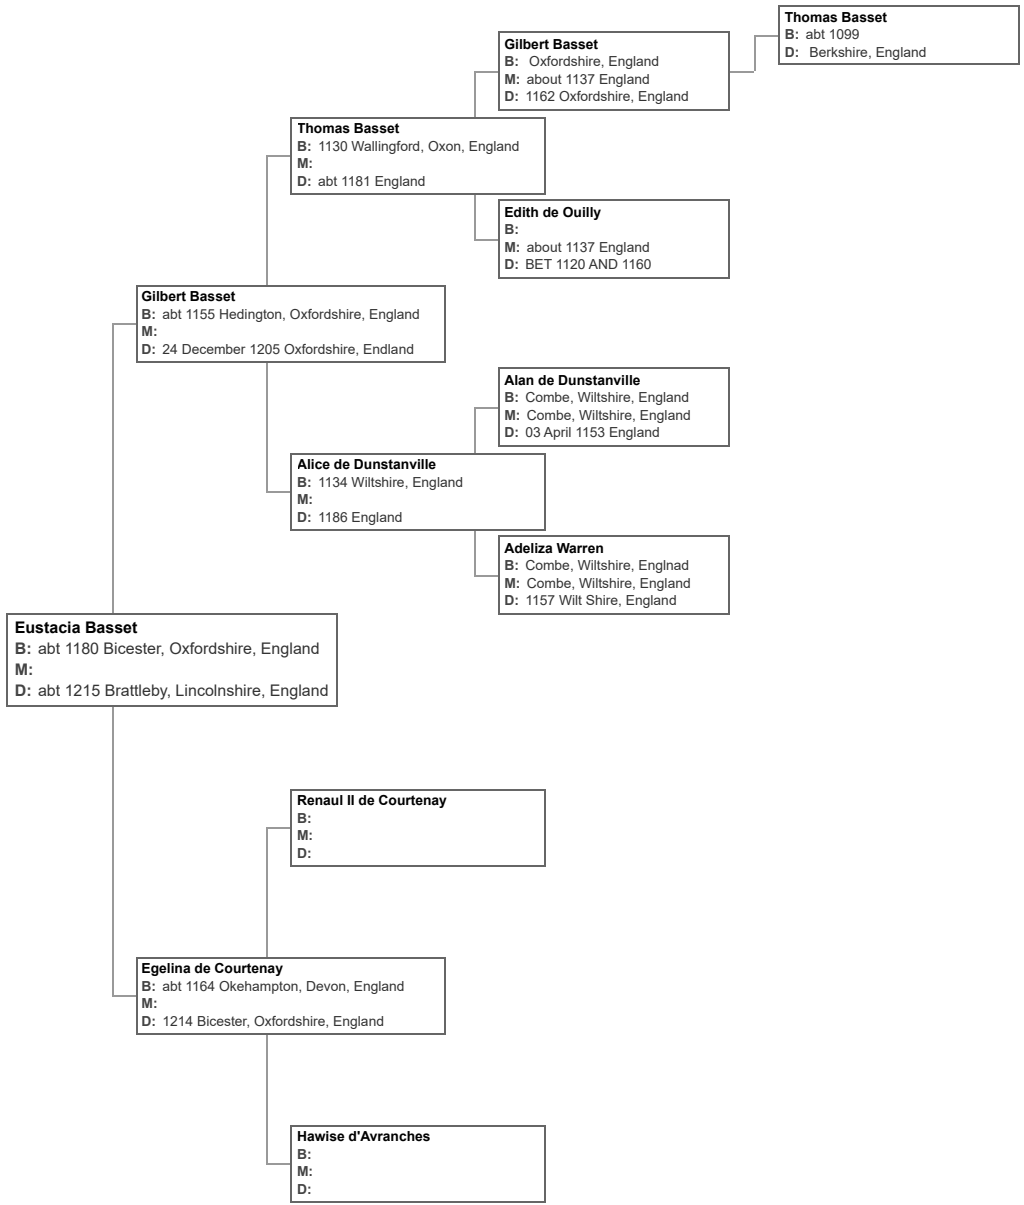 Thomas Basset
B: abt 1099
D: Berkshire, England
Gilbert Basset
B: Oxfordshire, England
M: about 1137 England
D: 1162 Oxfordshire, England
Thomas Basset
B: 1130 Wallingford, Oxon, England
M:
D: abt 1181 England
Edith de Ouilly
B:
M: about 1137 England
D: BET 1120 AND 1160
Gilbert Basset
B: abt 1155 Hedington, Oxfordshire, England
M:
D: 24 December 1205 Oxfordshire, Endland
Alan de Dunstanville
B: Combe, Wiltshire, England
M: Combe, Wiltshire, England
D: 03 April 1153 England
Alice de Dunstanville
B: 1134 Wiltshire, England
M:
D: 1186 England
Adeliza Warren
B: Combe, Wiltshire, Englnad
M: Combe, Wiltshire, England
D: 1157 Wilt Shire, England
Eustacia Basset
B: abt 1180 Bicester, Oxfordshire, England
M:
D: abt 1215 Brattleby, Lincolnshire, England
Renaul II de Courtenay
B:
M:
D:
Egelina de Courtenay
B: abt 1164 Okehampton, Devon, England
M:
D: 1214 Bicester, Oxfordshire, England
Hawise d'Avranches
B:
M:
D: